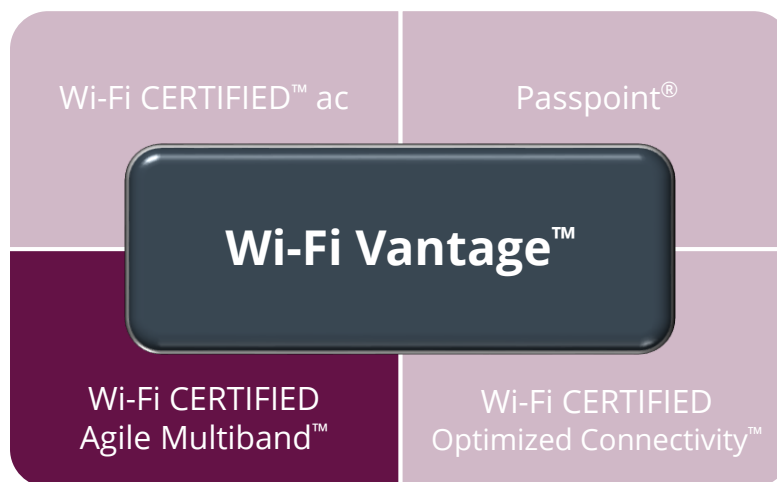 Wi-Fi CERTIFIED™ ac
Passpoint®
Wi-Fi Vantage™
Wi-Fi CERTIFIED
Agile Multiband™
Wi-Fi CERTIFIED
Optimized Connectivity™